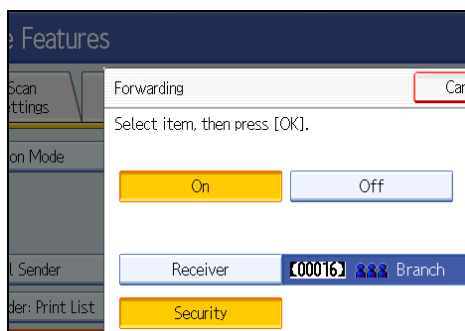 e Features
Scan
ttings
Forwarding
Can
Select item, then press [OK].
on Mode
On
Off
l Sender
Receiver
【00016】 Branch
der: Print List
Security